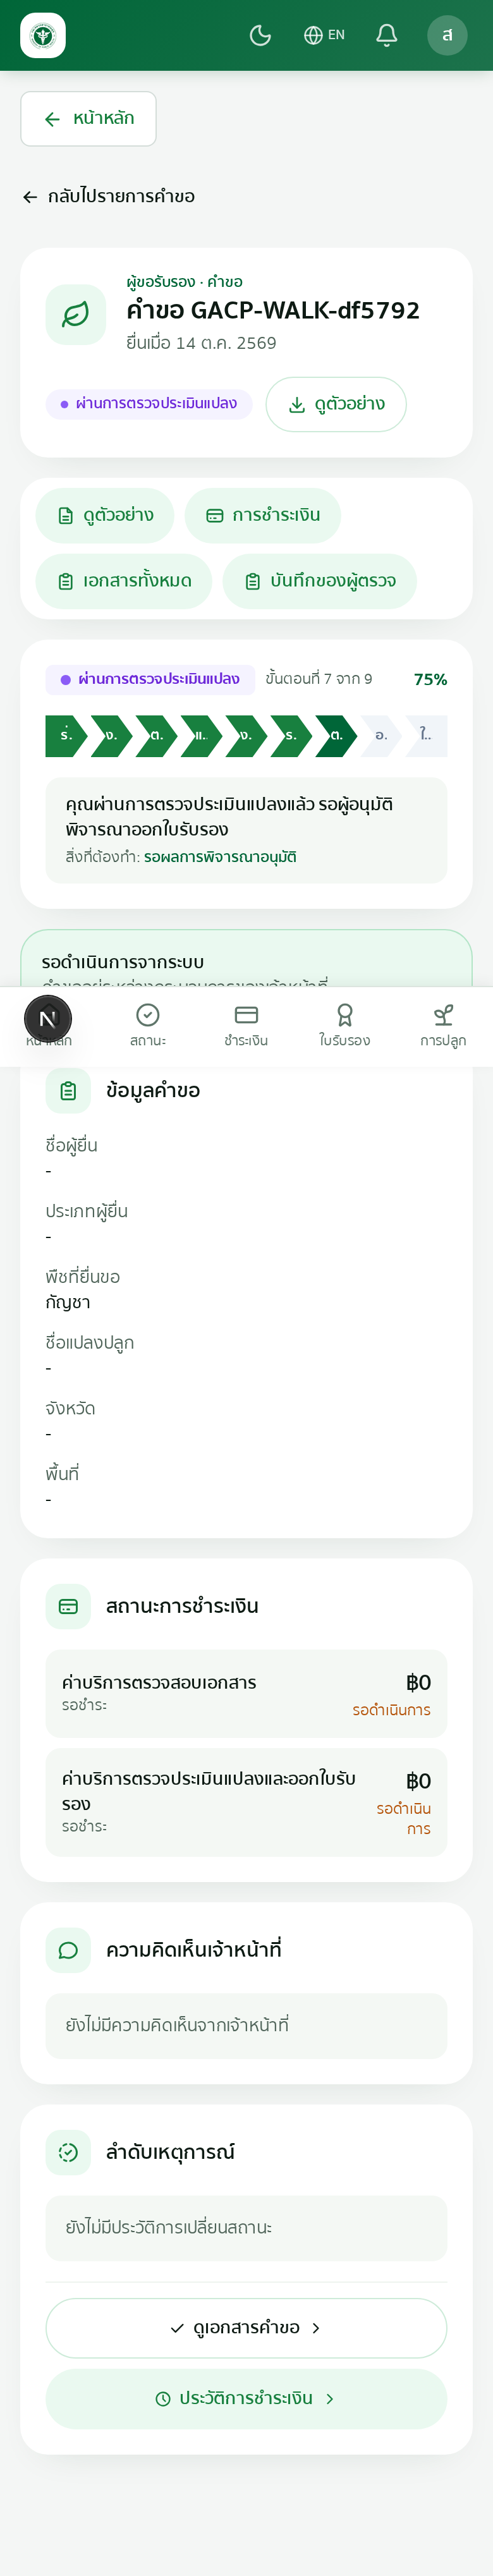 EN
ส
หน้าหลัก
กลับไปรายการคำขอ
ผู้ขอรับรอง · คำขอ
คำขอ GACP-WALK-df5792
ยื่นเมื่อ 14 ต.ค. 2569
ผ่านการตรวจประเมินแปลง
ดูตัวอย่าง
ดูตัวอย่าง
การชำระเงิน
เอกสารทั้งหมด
บันทึกของผู้ตรวจ
ผ่านการตรวจประเมินแปลง ขั้นตอนที่ 7 จาก 9 75%
ร่. ง. ต. แ.. ง. ร. ต. อ. ใ..
คุณผ่านการตรวจประเมินแปลงแล้ว รอผู้อนุมัติ
พิจารณาออกใบรับรอง
สิ่งที่ต้องทำ: รอผลการพิจารณาอนุมัติ
รอดำเนินการจากระบบ
N
หน้าหลัก
สถานะ
ชำระเงิน
ใบรับรอง
การปลูก
ข้อมูลคำขอ
ชื่อผู้ยื่น
-
ประเภทผู้ยื่น
-
พืชที่ยื่นขอ
กัญชา
ชื่อแปลงปลูก
-
จังหวัด
-
พื้นที่
-
สถานะการชำระเงิน
ค่าบริการตรวจสอบเอกสาร ฿0
รอชำระ รอดำเนินการ
ค่าบริการตรวจประเมินแปลงและออกใบรับ ฿0
รอง รอดำเนิน
รอชำระ การ
ความคิดเห็นเจ้าหน้าที่
ยังไม่มีความคิดเห็นจากเจ้าหน้าที่
ลำดับเหตุการณ์
ยังไม่มีประวัติการเปลี่ยนสถานะ
ดูเอกสารคำขอ
ประวัติการชำระเงิน